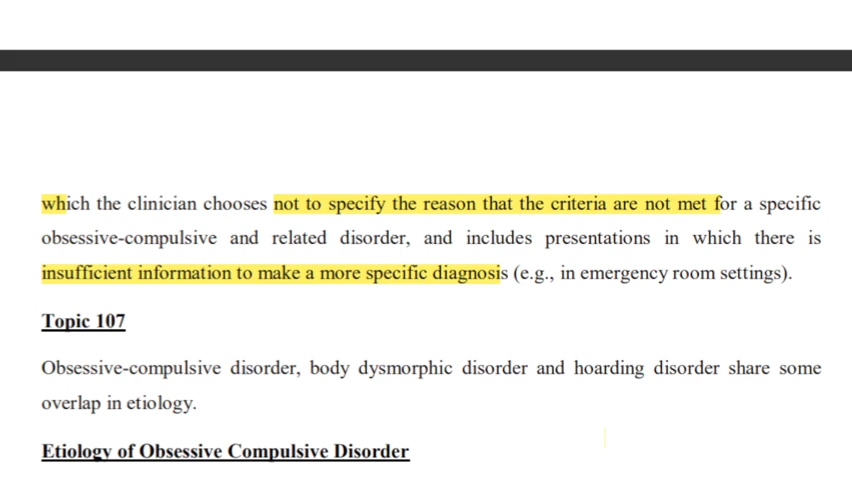 which the clinician chooses not to specify the reason that the criteria are not met for a specific
obsessive-compulsive and related disorder, and includes presentations in which there is
insufficient information to make a more specific diagnosis (e.g., in emergency room settings).
Topic 107
Obsessive-compulsive disorder, body dysmorphic disorder and hoarding disorder share some
overlap in etiology.
Etiology of Obsessive Compulsive Disorder